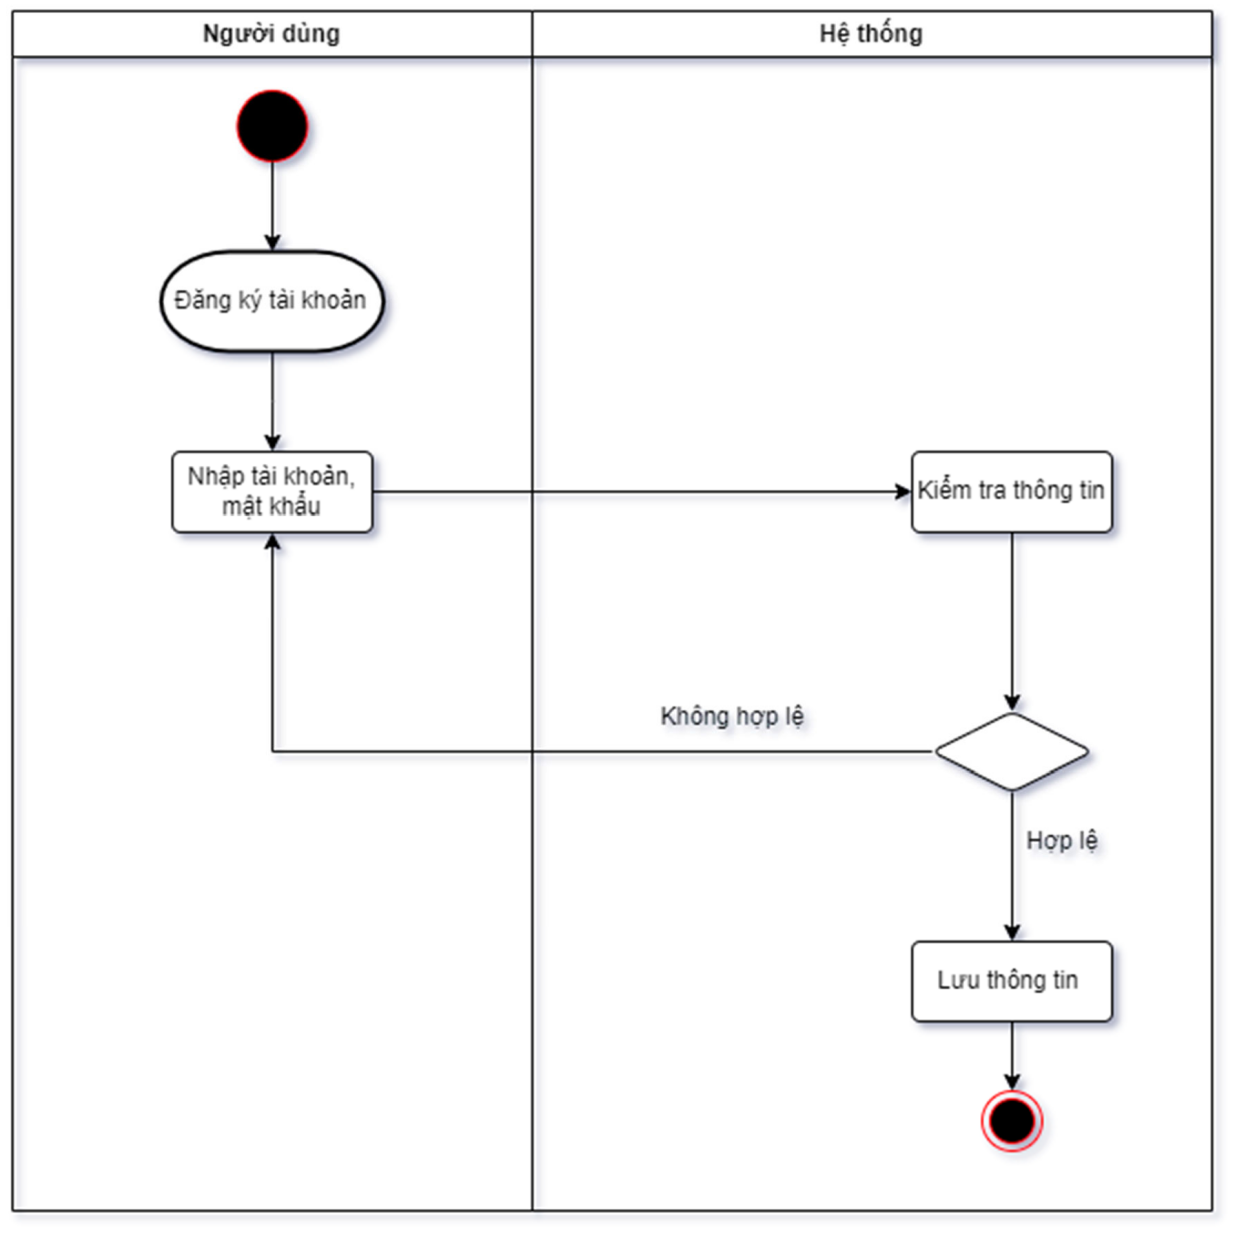 Người dùng
Hệ thống
Đăng ký tài khoản
Nhập tài khoản,
mật khẩu
Kiểm tra thông tin
Không hợp lệ
Hợp lệ
Lưu thông tin